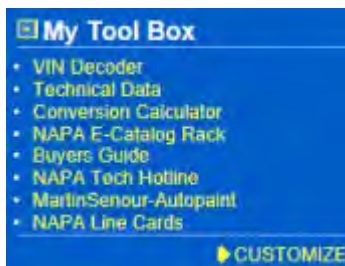 My Tool Box
• VIN Decoder
• Technical Data
• Conversion Calculator
• NAPA E-Catalog Rack
• Buyers Guide
• NAPA Tech Hotline
• MartinSenour-Autopaint
• NAPA Line Cards
CUSTOMIZE